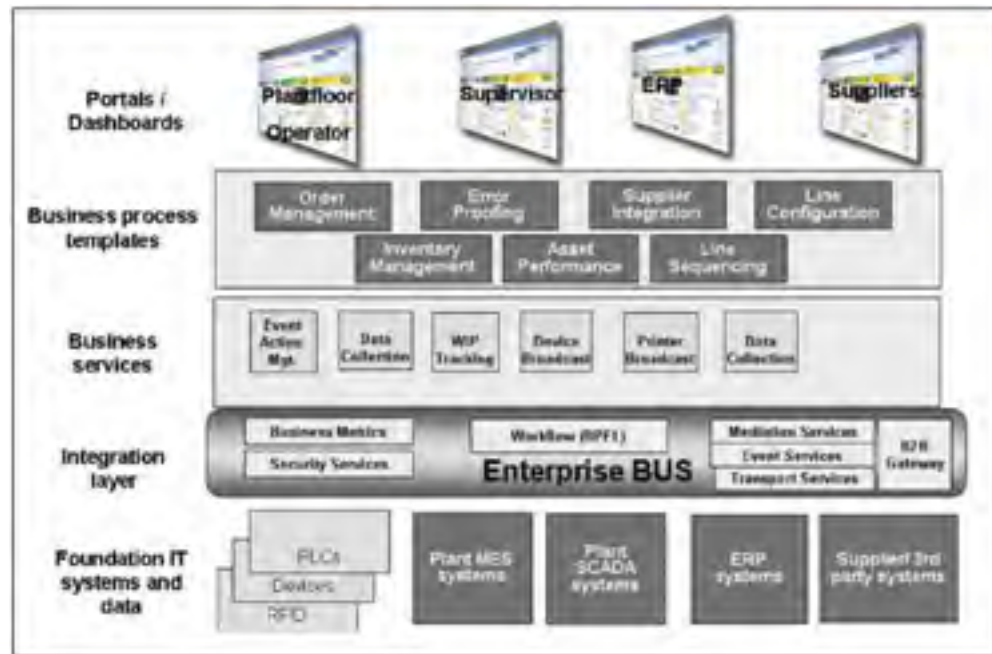 Portals /
Dashboards
Plantfloor
Operator
Supervisor
ERP
Suppliers
Business process
templates
Order
Management
Error
Proofing
Supplier
Integration
Line
Configuration
Inventory
Management
Asset
Performance
Line
Sequencing
Business
services
Event
Action
Mgt.
Data
Collection
WIP
Tracking
Device
Broadcast
Printer
Broadcast
Data
Collection
Integration
layer
Business Metrics
Security Services
Workflow
Enterprise BUS
Mediation Services
Event Services
Transport Services
B2B
Gateway
Foundation IT
systems and
data
PLCs
Devices
RFID
Plant MES
systems
Plant
SCADA
systems
ERP
systems
Supplier/ 3rd
party systems